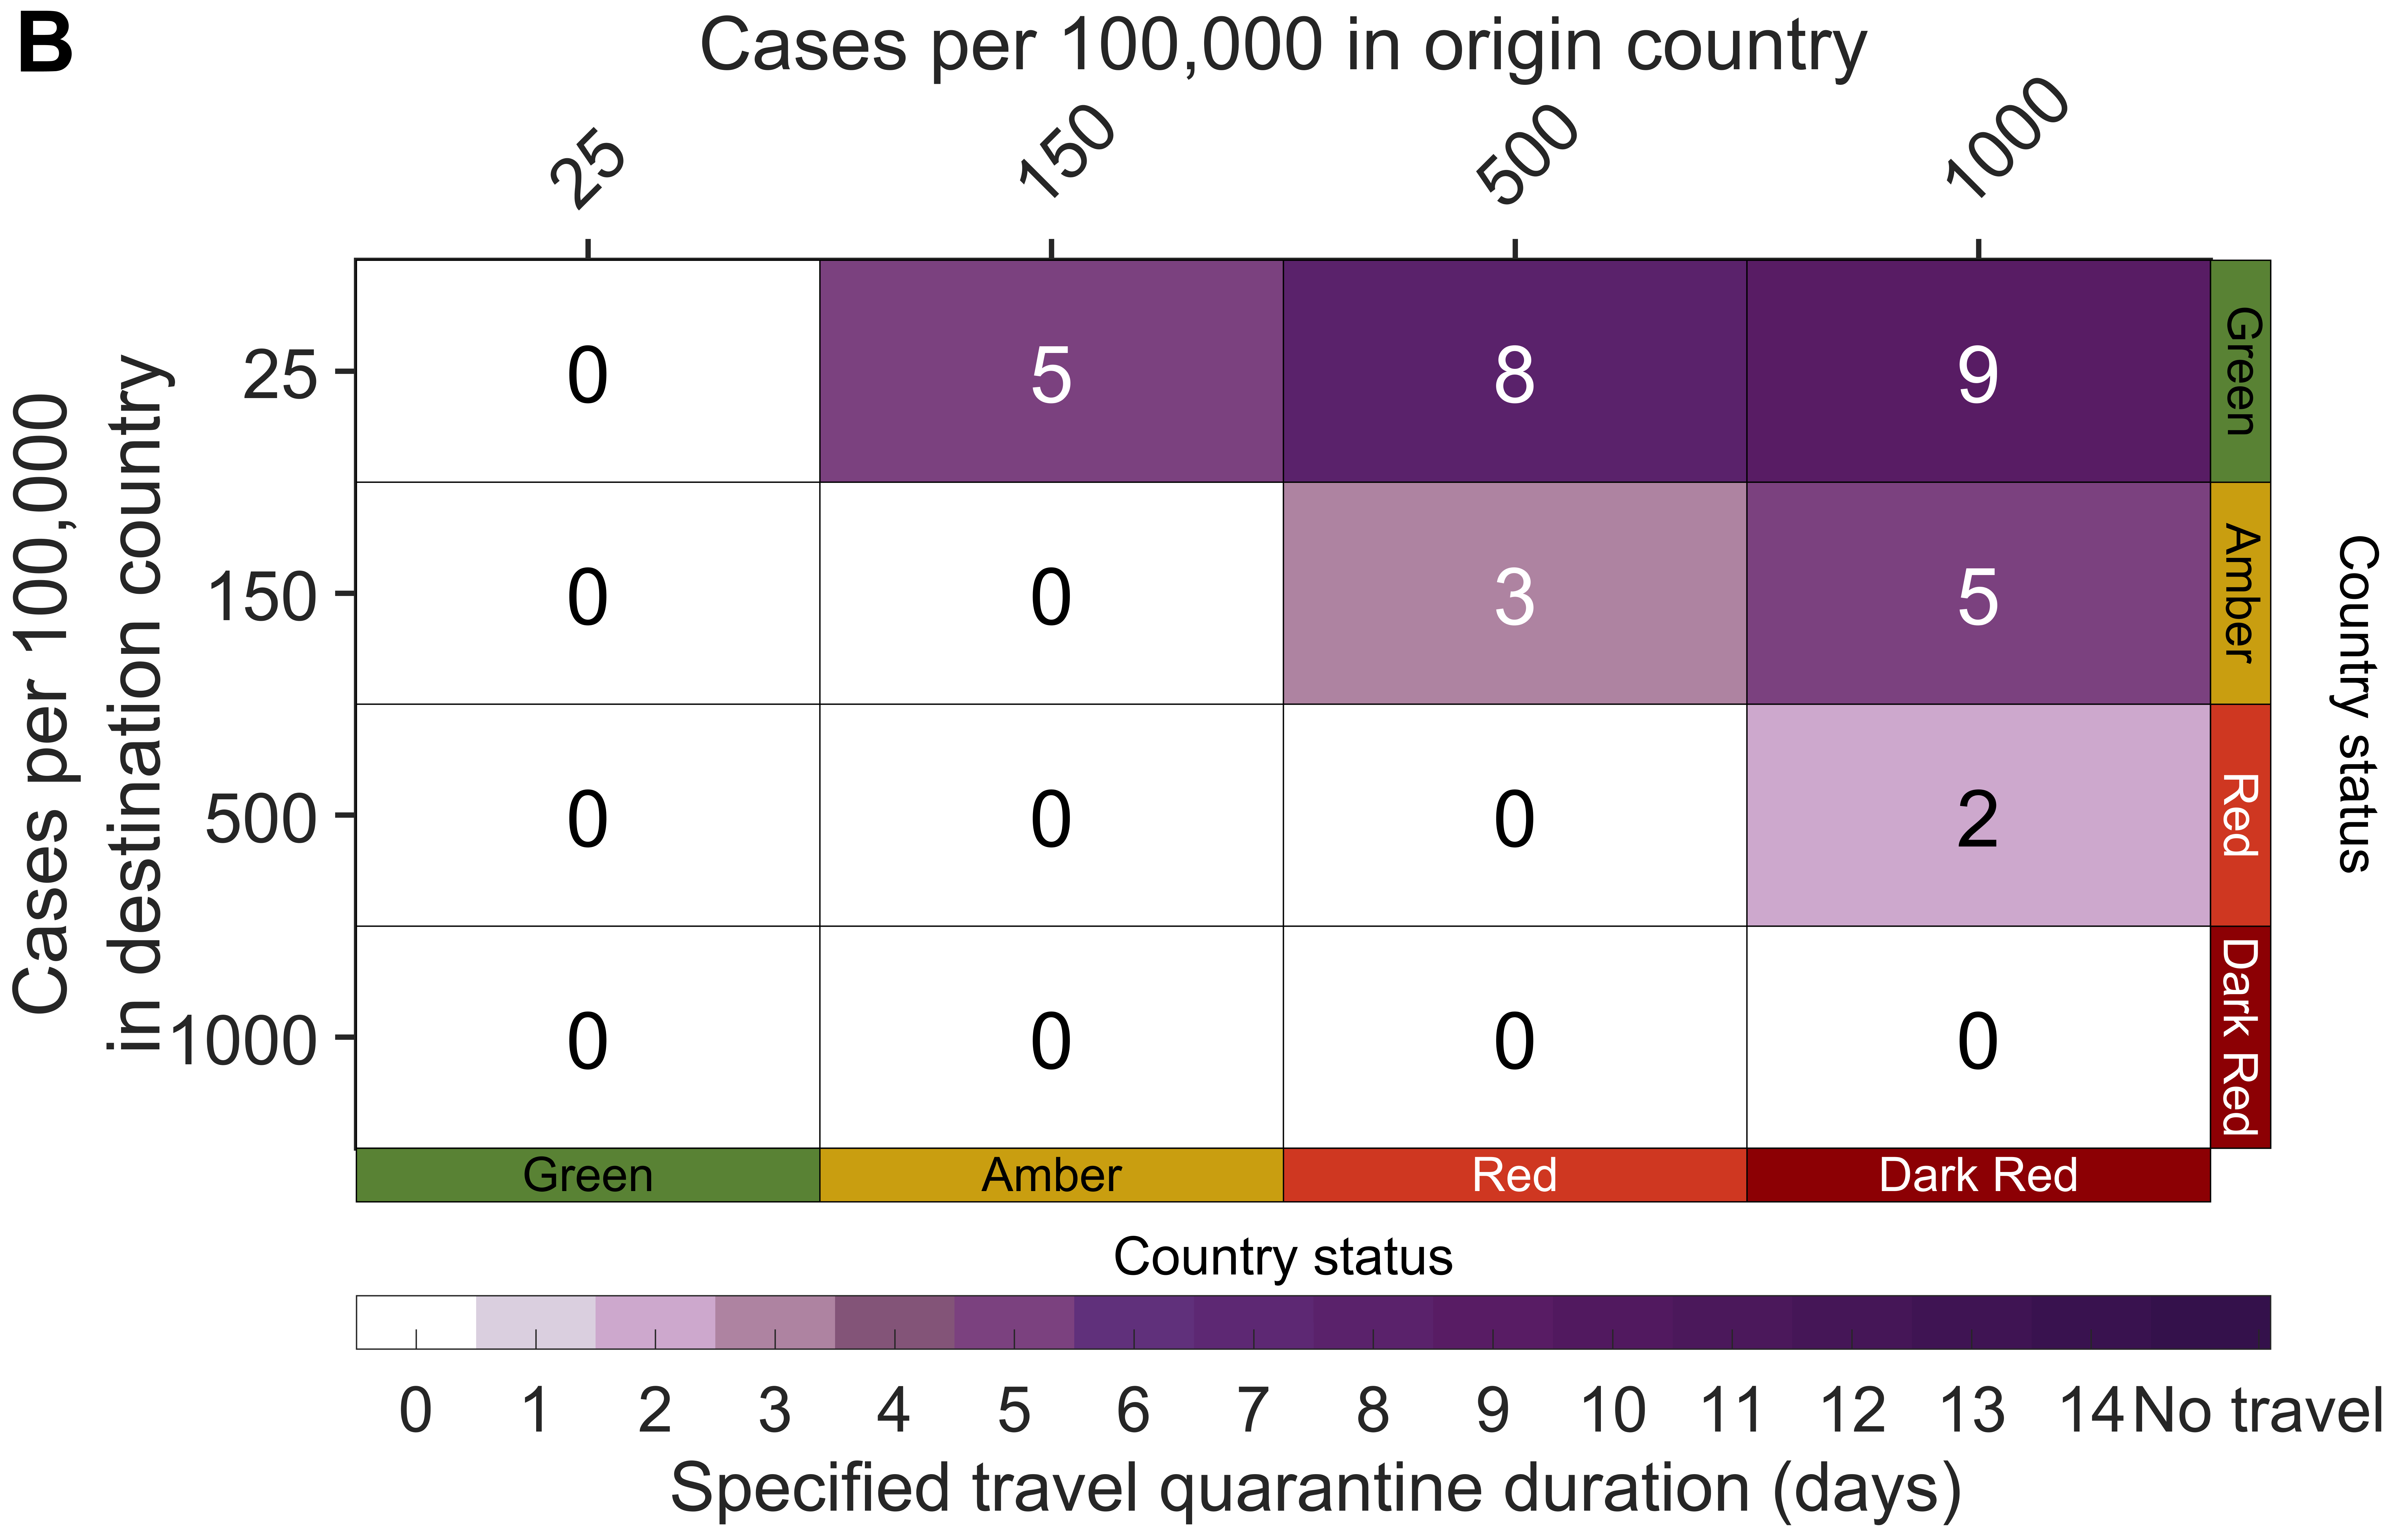 B
Cases per 100,000 in origin country
25 150 500 1000
Cases per 100,000
in destination country
25 0 5 8 9 Green
150 0 0 3 5 Amber
500 0 0 0 2 Red
1000 0 0 0 0 Dark Red
Country status
Green Amber Red Dark Red
Country status
0 1 2 3 4 5 6 7 8 9 10 11 12 13 14 No travel
Specified travel quarantine duration (days)